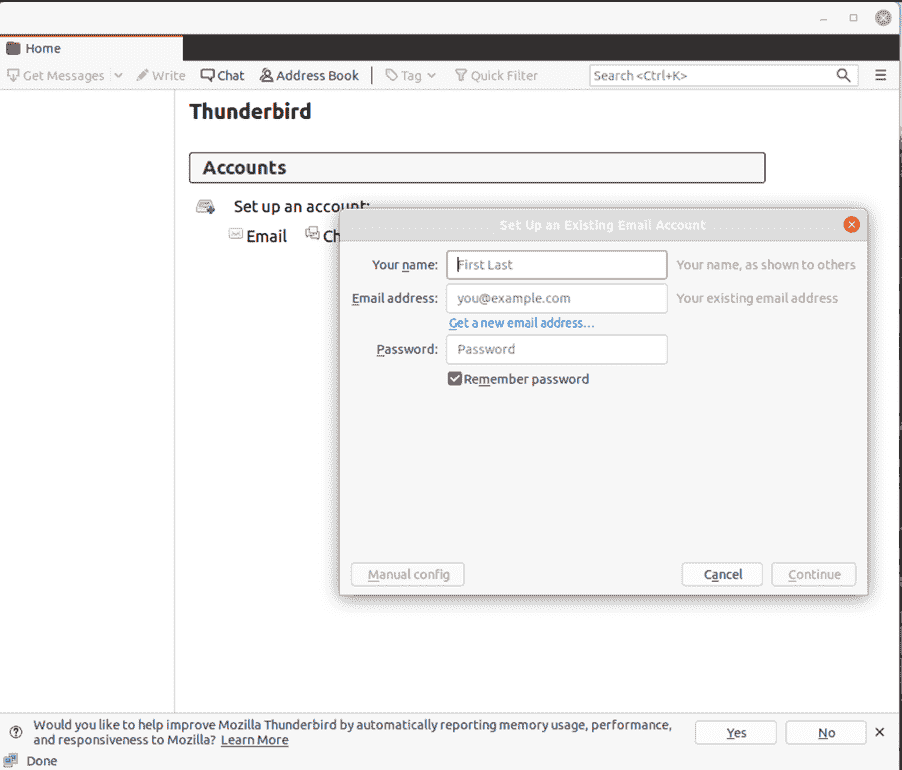 Home
Get Messages Write Chat Address Book Tag Quick Filter Search <Ctrl+K>
Thunderbird
Accounts
Set up an account:
Email Ch
Set Up an Existing Email Account
Your name: First Last Your name, as shown to others
Email address: you@example.com Your existing email address
Get a new email address...
Password: Password
Remember password
Manual config Cancel Continue
Would you like to help improve Mozilla Thunderbird by automatically reporting memory usage, performance,
and responsiveness to Mozilla? Learn More Yes No
Done